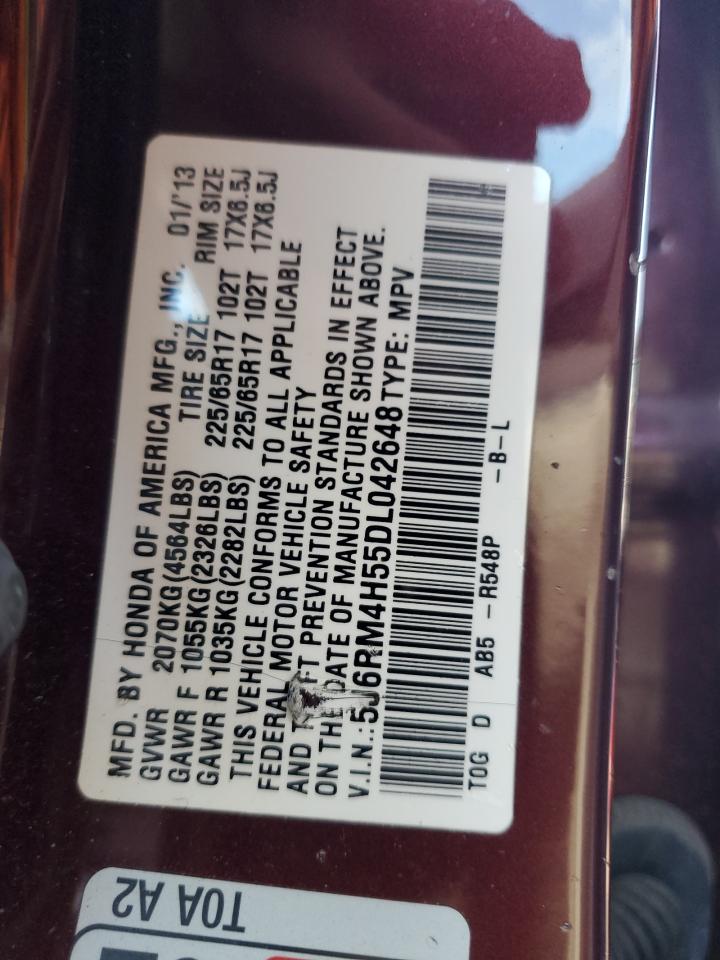 MFD. BY HONDA OF AMERICA MFG., INC. 01/'13
GVWR 2070KG(4564LBS) TIRE SIZE RIM SIZE
GAWR F 1055KG(2326LBS) 225/65R17 102T 17X6.5J
GAWR R 1035KG(2282LBS) 225/65R17 102T 17X6.5J
THIS VEHICLE CONFORMS TO ALL APPLICABLE
FEDERAL MOTOR VEHICLE SAFETY
AND THEFT PREVENTION STANDARDS IN EFFECT
ON THE DATE OF MANUFACTURE SHOWN ABOVE.
V.I.N.:5J6RM4H55DL042648 TYPE: MPV
TOG D AB5 -R548P -B-L
TOA A2